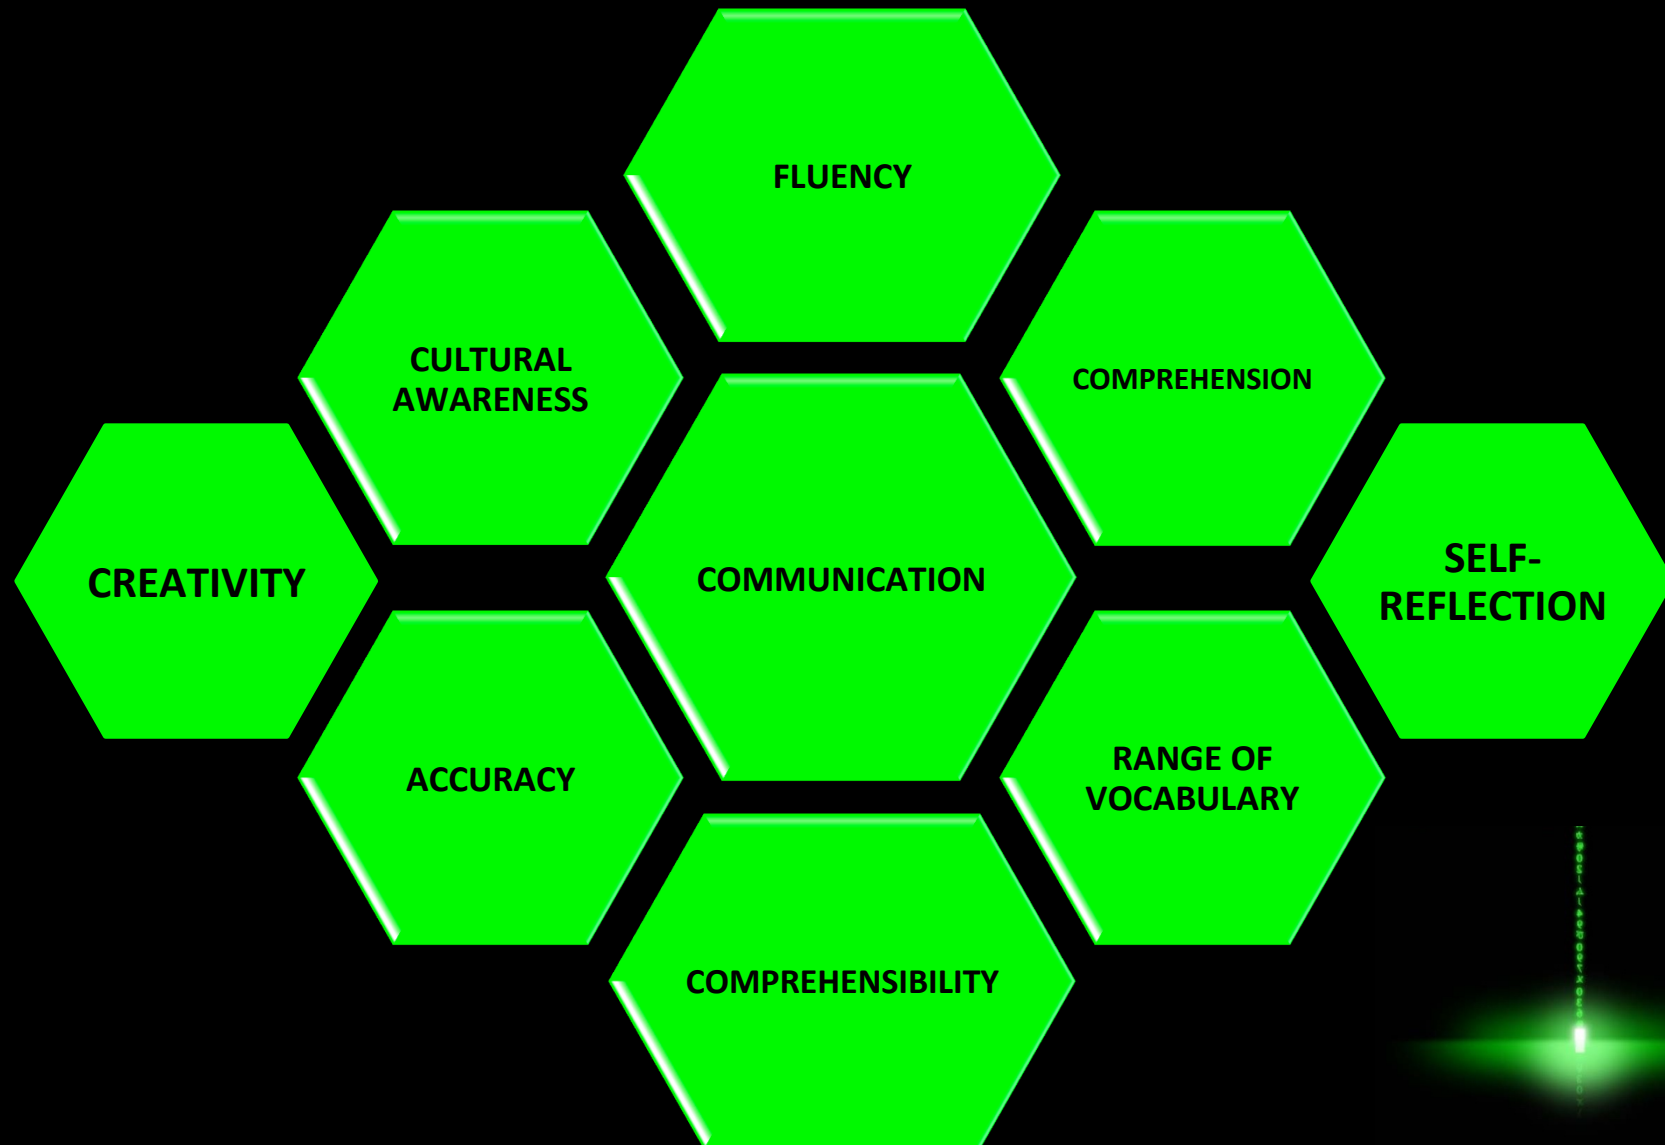 FLUENCY
CULTURAL
AWARENESS
COMPREHENSION
CREATIVITY
COMMUNICATION
SELF-
REFLECTION
ACCURACY
RANGE OF
VOCABULARY
COMPREHENSIBILITY